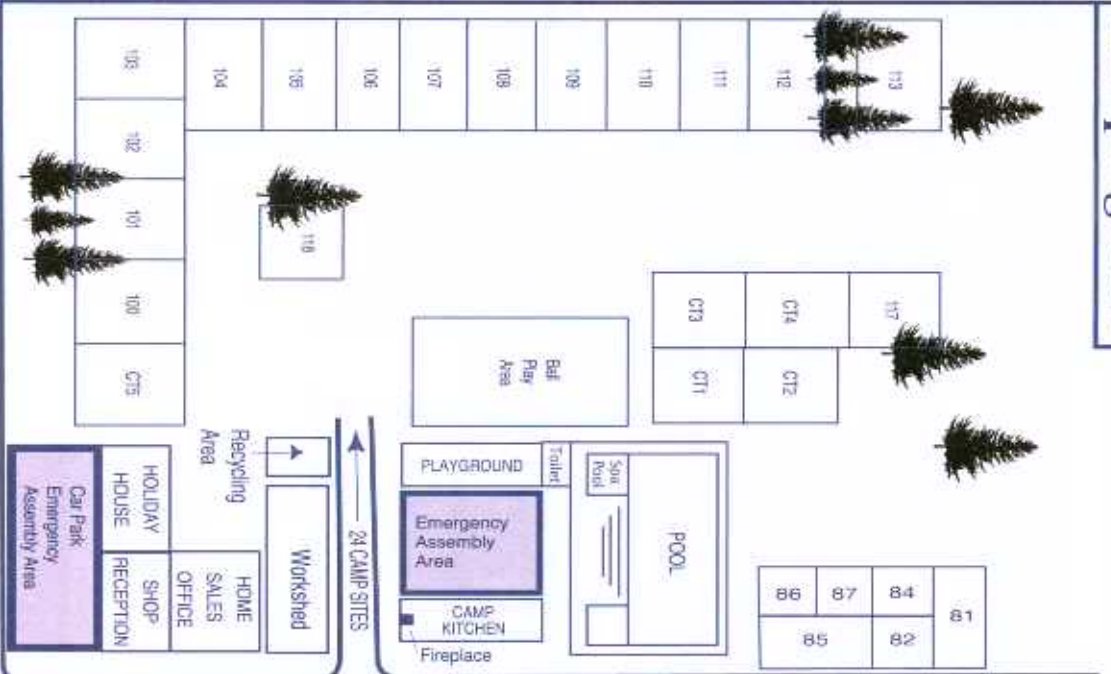 103
104
105
106
107
108
109
110
111
112
113
102
101
100
CT5
CT3
CT4
117
CT1
CT2
Ball
Play
Area
Recycling
Area
PLAYGROUND
Toilet
Spa
Pool
POOL
Emergency
Assembly
Area
CAMP
KITCHEN
Fireplace
24 CAMP SITES
Workshed
HOLIDAY
HOUSE
HOME
SALES
OFFICE
SHOP
RECEPTION
Car Park
Emergency
Assembly Area
86
87
84
81
85
82